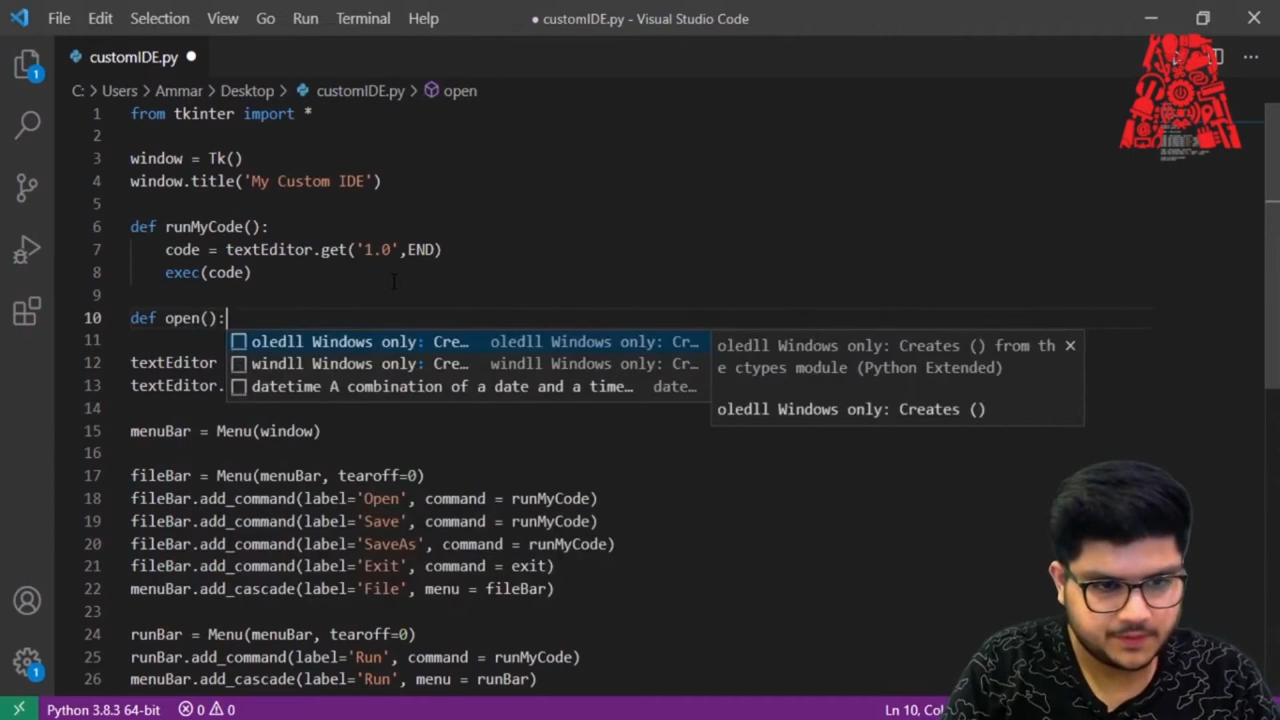 File Edit Selection View Go Run Terminal Help
● customIDE.py - Visual Studio Code
customIDE.py
C: > Users > Ammar > Desktop > customIDE.py > open
1 from tkinter import *
2
3 window = Tk()
4 window.title('My Custom IDE')
5
6 def runMyCode():
7 code = textEditor.get('1.0',END)
8 exec(code)
9
10 def open():
oledll Windows only: Cre… oledll Windows only: Cr…
windll Windows only: Cre… windll Windows only: Cr…
datetime A combination of a date and a time… date…
oledll Windows only: Creates () from th
e ctypes module (Python Extended)
oledll Windows only: Creates ()
11
12 textEditor
13 textEditor.
14
15 menuBar = Menu(window)
16
17 fileBar = Menu(menuBar, tearoff=0)
18 fileBar.add_command(label='Open', command = runMyCode)
19 fileBar.add_command(label='Save', command = runMyCode)
20 fileBar.add_command(label='SaveAs', command = runMyCode)
21 fileBar.add_command(label='Exit', command = exit)
22 menuBar.add_cascade(label='File', menu = fileBar)
23
24 runBar = Menu(menuBar, tearoff=0)
25 runBar.add_command(label='Run', command = runMyCode)
26 menuBar.add_cascade(label='Run', menu = runBar)
1
1
Python 3.8.3 64-bit 0 0 Ln 10, Co